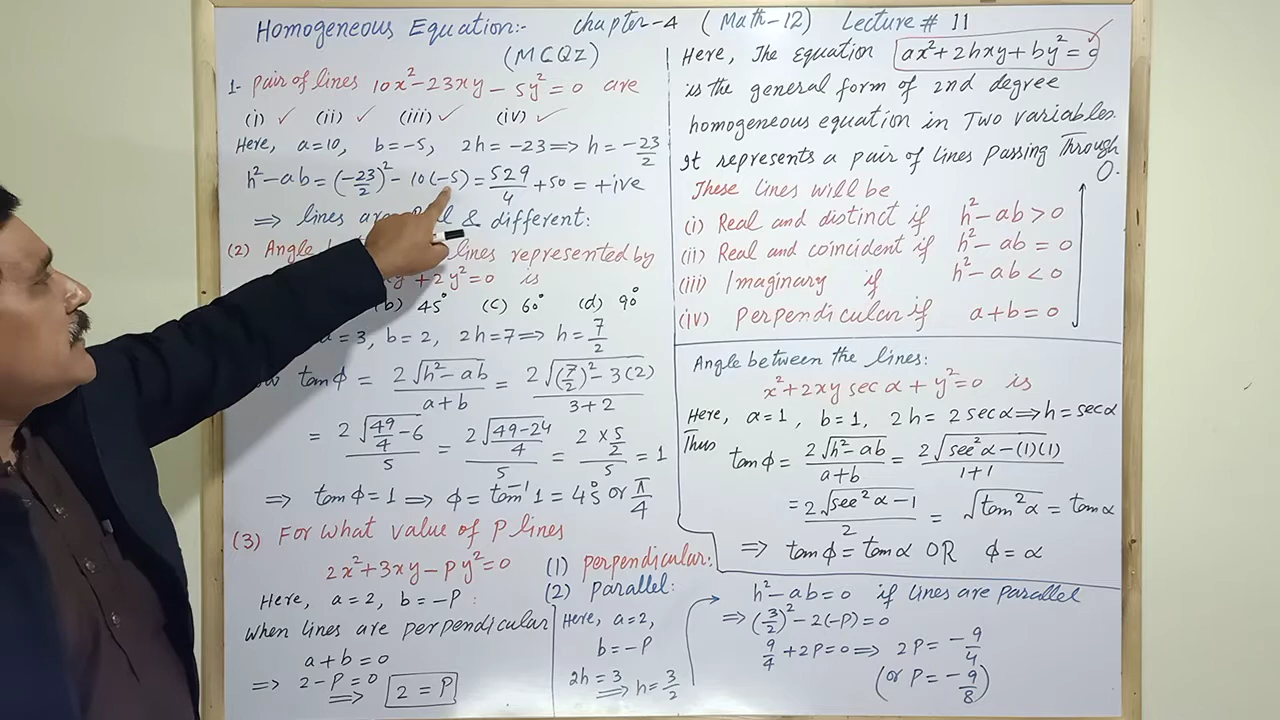 Homogeneous Equation:- Chapter-4 (Math-12) Lecture # 11
(MCQZ)
1- Pair of lines 10x²-23xy-5y²=0 are
(i) ✓ (ii) ✓ (iii) ✓ (iv) ✓
Here, a=10, b=-5, 2h=-23 ⟹ h=-23/2
h²-ab=(-23/2)²-10(-5)=529/4+50=+ive
⟹ lines are & different:
(2) Angle lines represented by
+2y²=0 is
(b) 45° (c) 60° (d) 90°
a=3, b=2, 2h=7 ⟹ h=7/2
tanϕ = 2√(h²-ab)/(a+b) = 2√((7/2)²-3(2))/(3+2)
= 2√(49/4-6)/5 = 2√((49-24)/4)/5 = (2×5/2)/5 = 1
⟹ tanϕ=1 ⟹ ϕ=tan⁻¹1=45° or π/4
(3) For what value of P lines
2x²+3xy-Py²=0 (1) perpendicular:
(2) parallel:
Here, a=2, b=-P:
When lines are perpendicular
a+b=0
⟹ 2-P=0
⟹ 2=P
Here, a=2,
b=-P
2h=3
⟹ h=3/2
h²-ab=0 if lines are parallel
⟹ (3/2)²-2(-P)=0
9/4+2P=0 ⟹ 2P=-9/4
(or P=-9/8)
Here, The equation ax²+2hxy+by²=0 ✓
is the general form of 2nd degree
homogeneous equation in Two variables.
It represents a pair of lines Passing Through
O.
These lines will be
(i) Real and distinct if h²-ab>0
(ii) Real and coincident if h²-ab=0
(iii) Imaginary if h²-ab<0
(iv) perpendicular if a+b=0
Angle between the lines:
x²+2xy sec α+y²=0 is
Here, a=1, b=1, 2h=2secα ⟹ h=secα
Thus
tanϕ = 2√(h²-ab)/(a+b) = 2√(sec²α-(1)(1))/(1+1)
= 2√(sec²α-1)/2 = √(tan²α) = tanα
⟹ tanϕ=tanα OR ϕ=α